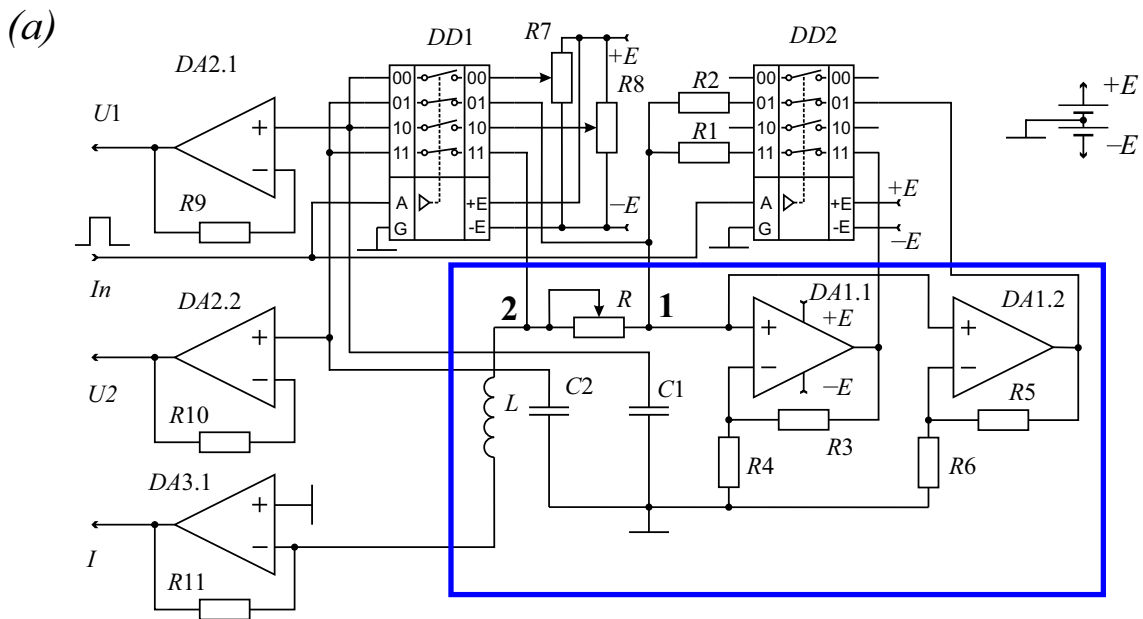 (a)
DD1
R7
DD2
DA2.1
+E
R8
00
00
01
01
10
10
11
11
A
+E
G
-E
R2
R1
00
00
01
01
10
10
11
11
A
+E
G
-E
+E
–E
U1
+
–
R9
–E
+E
–E
In
DA2.2
2
R
1
DA1.1
DA1.2
+
–
+
+E
–
–E
+
–
U2
R10
L
C2
C1
R3
R5
R4
R6
DA3.1
+
–
I
R11